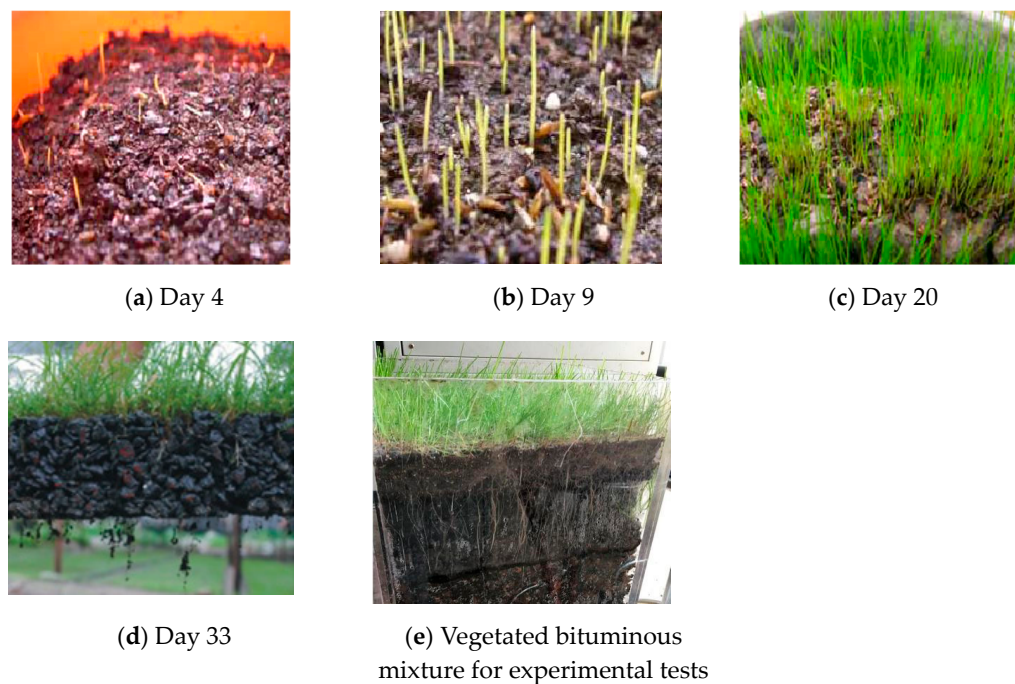 (a) Day 4
(b) Day 9
(c) Day 20
(d) Day 33
(e) Vegetated bituminous
mixture for experimental tests